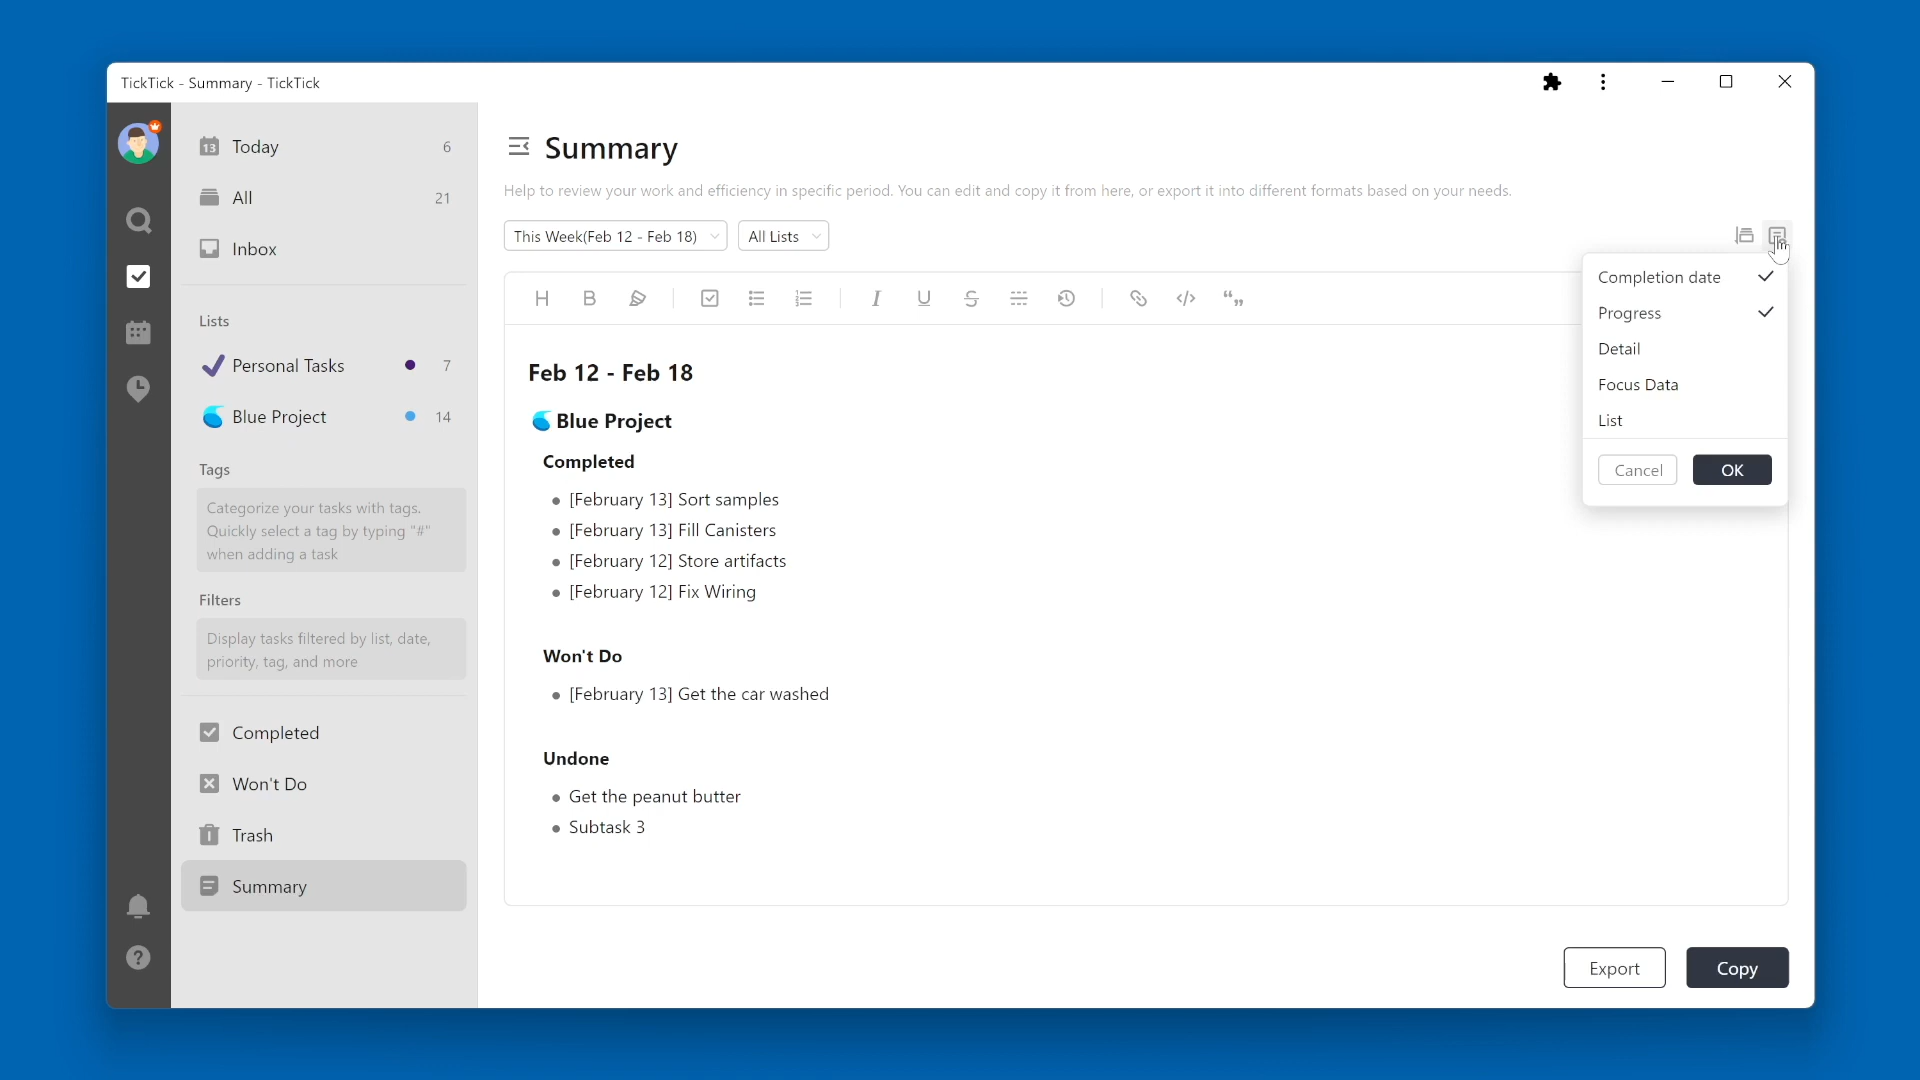 TickTick - Summary - TickTick
13 Today 6
All 21
Inbox
Lists
Personal Tasks 7
Blue Project 14
Tags
Categorize your tasks with tags.
Quickly select a tag by typing "#"
when adding a task
Filters
Display tasks filtered by list, date,
priority, tag, and more
Completed
Won't Do
Trash
Summary
?
Summary
Help to review your work and efficiency in specific period. You can edit and copy it from here, or export it into different formats based on your needs.
This Week(Feb 12 - Feb 18) All Lists
H B I U S </> “„
Completion date
Progress
Detail
Focus Data
List
Cancel OK
Feb 12 - Feb 18
Blue Project
Completed
[February 13] Sort samples
[February 13] Fill Canisters
[February 12] Store artifacts
[February 12] Fix Wiring
Won't Do
[February 13] Get the car washed
Undone
Get the peanut butter
Subtask 3
Export Copy